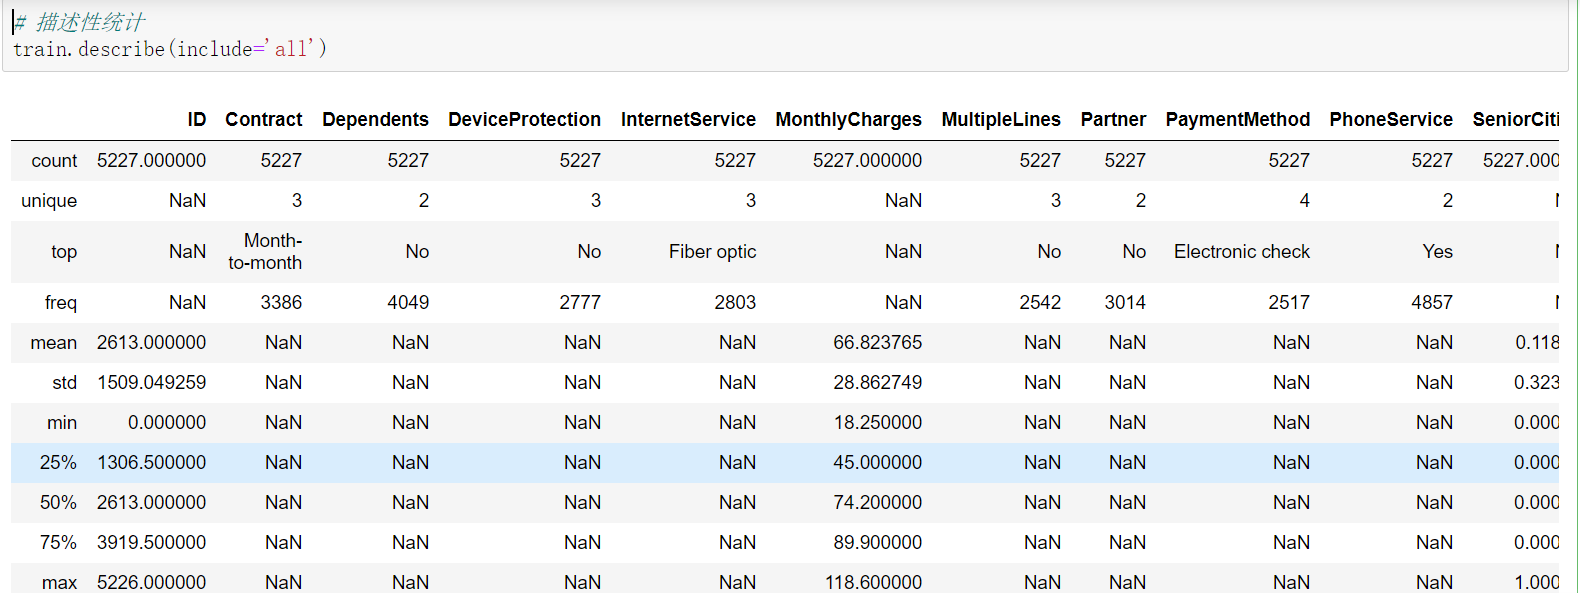 # 描述性统计
train.describe(include='all')
ID Contract Dependents DeviceProtection InternetService MonthlyCharges MultipleLines Partner PaymentMethod PhoneService SeniorCiti
count 5227.000000 5227 5227 5227 5227 5227.000000 5227 5227 5227 5227 5227.000
unique NaN 3 2 3 3 NaN 3 2 4 2
Month-
top NaN to-month No No Fiber optic NaN No No Electronic check Yes
freq NaN 3386 4049 2777 2803 NaN 2542 3014 2517 4857
mean 2613.000000 NaN NaN NaN NaN 66.823765 NaN NaN NaN NaN 0.118
std 1509.049259 NaN NaN NaN NaN 28.862749 NaN NaN NaN NaN 0.323
min 0.000000 NaN NaN NaN NaN 18.250000 NaN NaN NaN NaN 0.000
25% 1306.500000 NaN NaN NaN NaN 45.000000 NaN NaN NaN NaN 0.000
50% 2613.000000 NaN NaN NaN NaN 74.200000 NaN NaN NaN NaN 0.000
75% 3919.500000 NaN NaN NaN NaN 89.900000 NaN NaN NaN NaN 0.000
max 5226.000000 NaN NaN NaN NaN 118.600000 NaN NaN NaN NaN 1.000